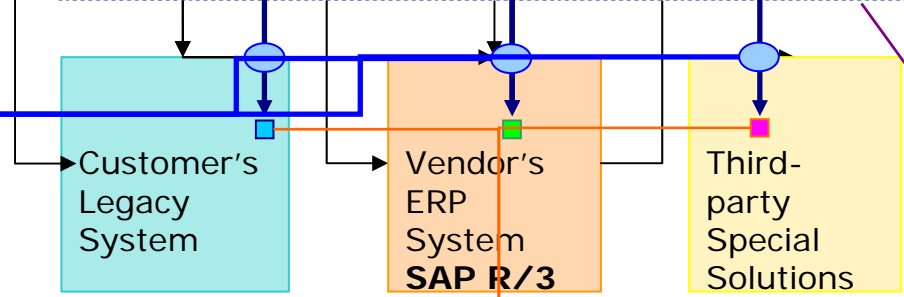 Customer's
Legacy
System
Vendor's
ERP
System
SAP R/3
Third-
party
Special
Solutions